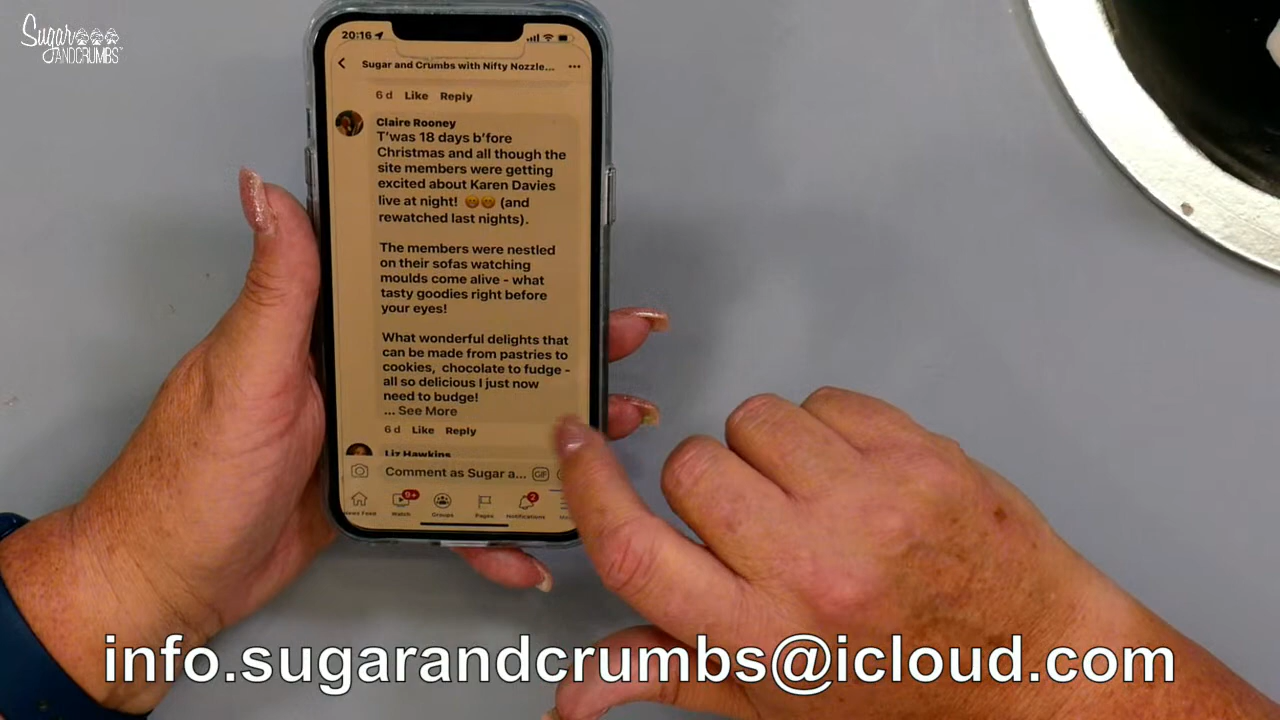 Sugar
ANDCRUMBS™
20:16
Sugar and Crumbs with Nifty Nozzle... ...
6 d Like Reply
Claire Rooney
T'was 18 days b'fore
Christmas and all though the
site members were getting
excited about Karen Davies
live at night! 😁😁 (and
rewatched last nights).
The members were nestled
on their sofas watching
moulds come alive - what
tasty goodies right before
your eyes!
What wonderful delights that
can be made from pastries to
cookies, chocolate to fudge -
all so delicious I just now
need to budge!
... See More
6 d Like Reply
Liz Hawkins
Comment as Sugar a... GIF
9+ 2
News Feed Watch Groups Pages Notifications
info.sugarandcrumbs@icloud.com